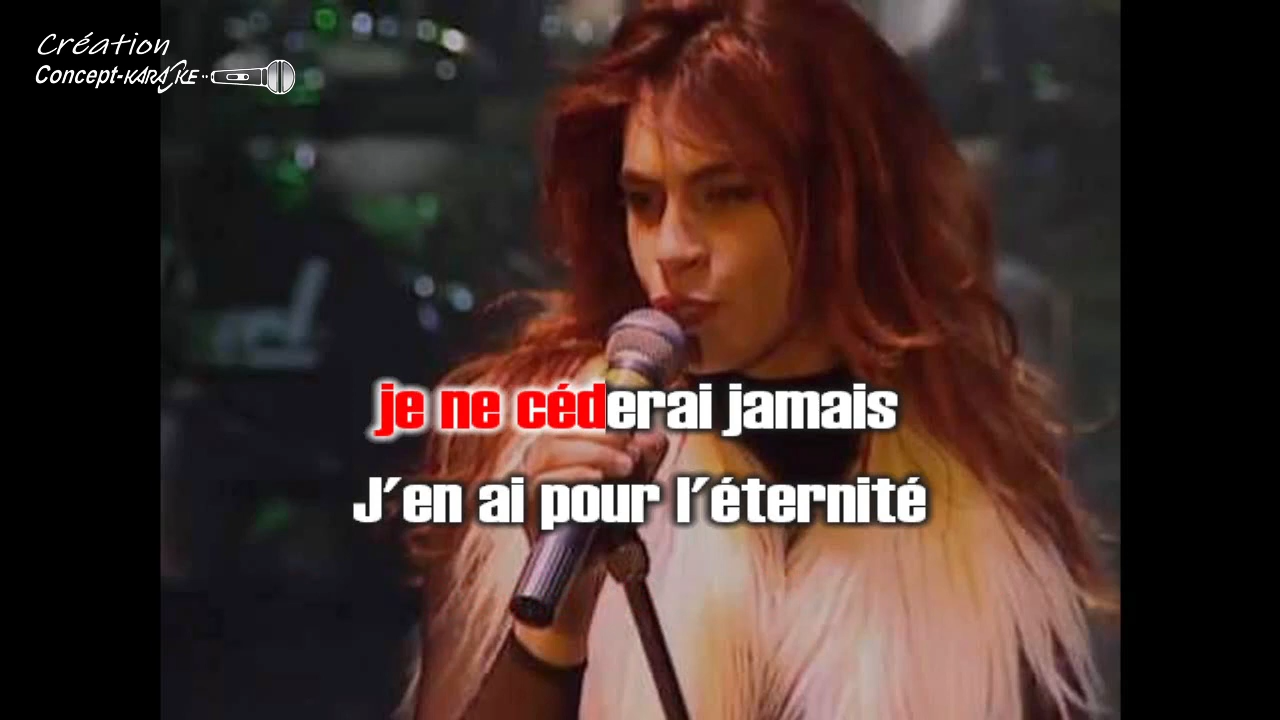 Création
Concept-KARAOKE
je ne céderai jamais
J'en ai pour l'éternité